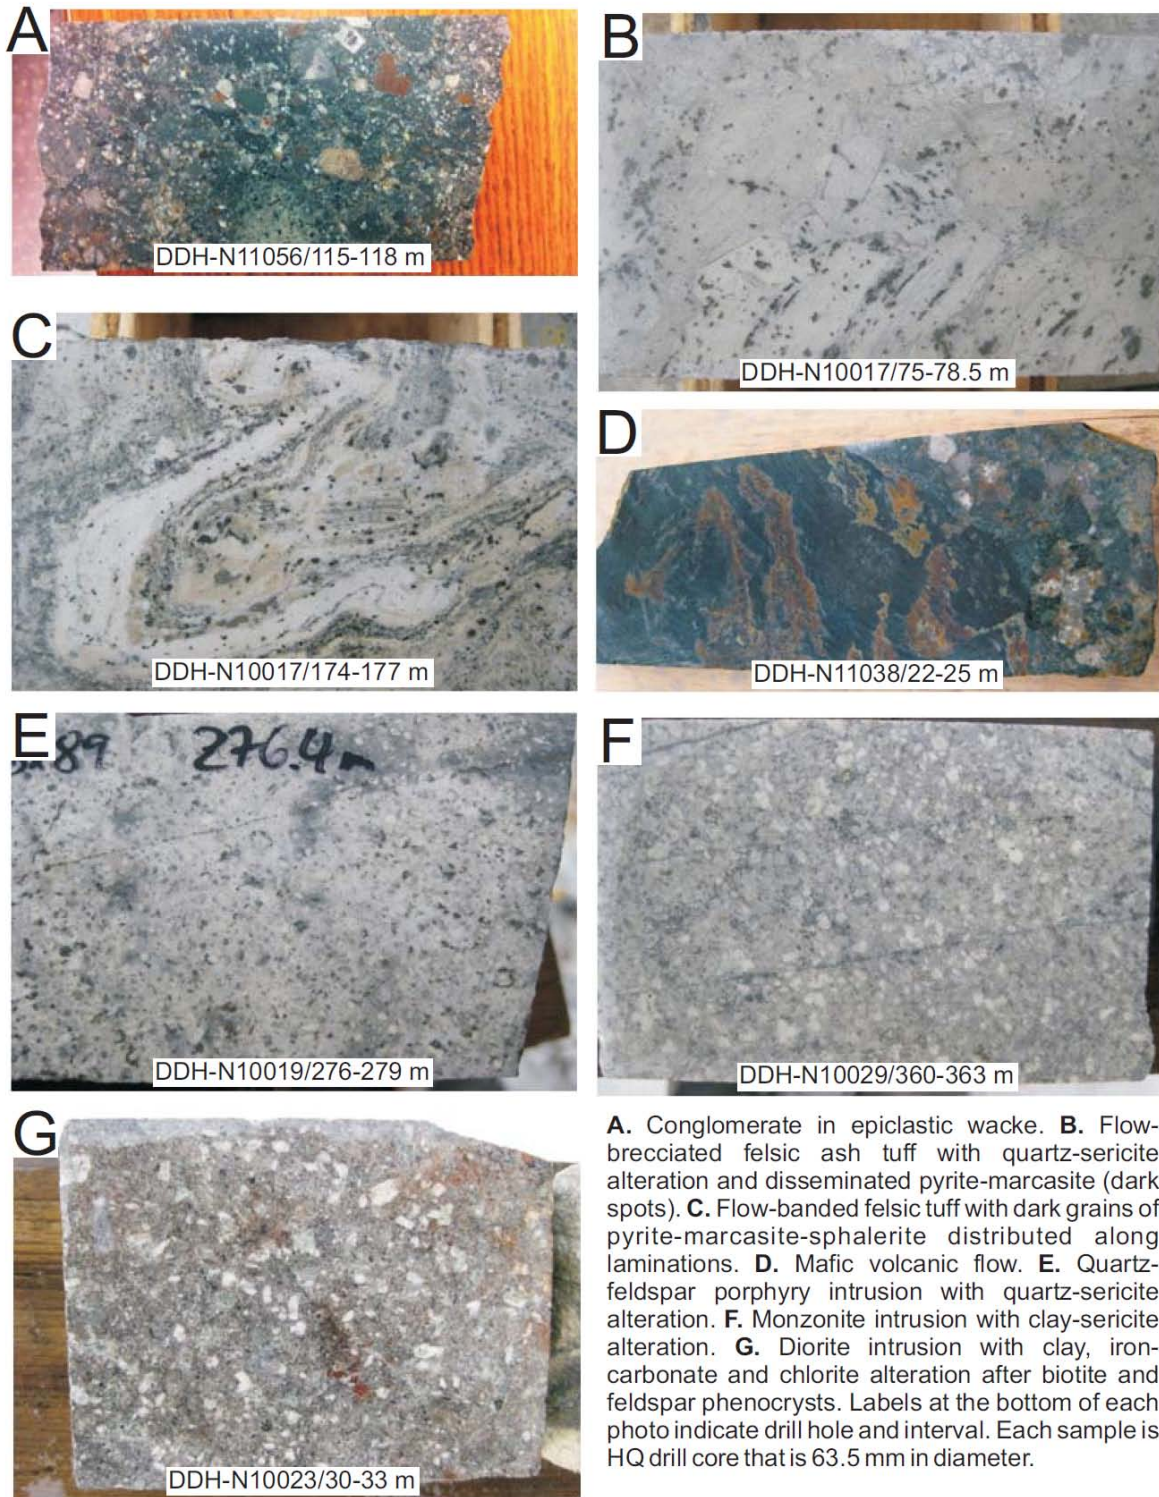 A
DDH-N11056/115-118 m
B
DDH-N10017/75-78.5 m
C
DDH-N10017/174-177 m
D
DDH-N11038/22-25 m
E
89 276.4m
DDH-N10019/276-279 m
F
DDH-N10029/360-363 m
G
DDH-N10023/30-33 m
A. Conglomerate in epiclastic wacke. B. Flow-
brecciated felsic ash tuff with quartz-sericite
alteration and disseminated pyrite-marcasite (dark
spots). C. Flow-banded felsic tuff with dark grains of
pyrite-marcasite-sphalerite distributed along
laminations. D. Mafic volcanic flow. E. Quartz-
feldspar porphyry intrusion with quartz-sericite
alteration. F. Monzonite intrusion with clay-sericite
alteration. G. Diorite intrusion with clay, iron-
carbonate and chlorite alteration after biotite and
feldspar phenocrysts. Labels at the bottom of each
photo indicate drill hole and interval. Each sample is
HQ drill core that is 63.5 mm in diameter.